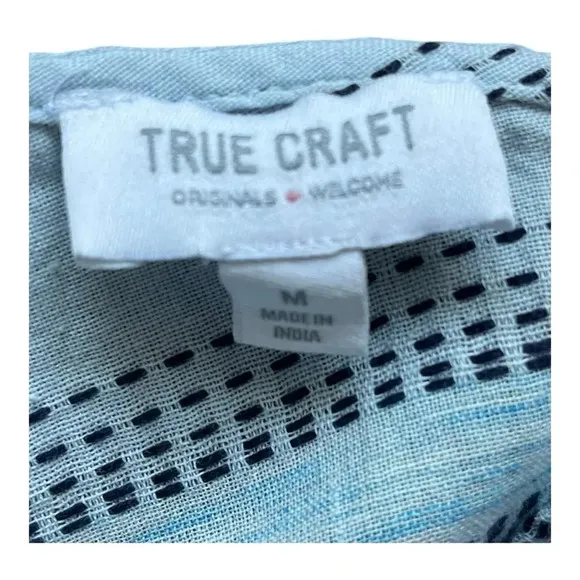 TRUE CRAFT
ORIGINALS WELCOME
M
MADE IN
INDIA